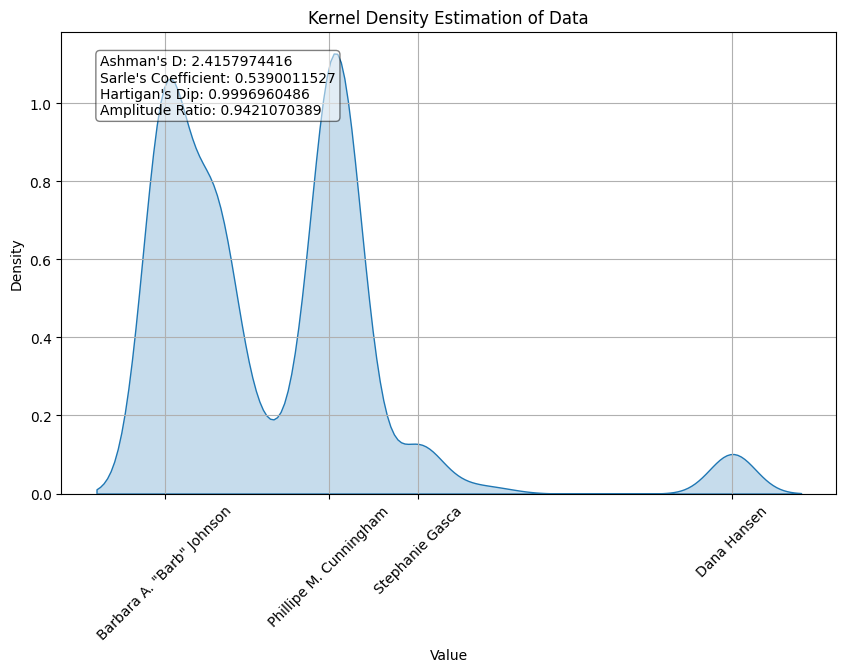 Kernel Density Estimation of Data
Ashman's D: 2.4157974416
Sarle's Coefficient: 0.5390011527
Hartigan's Dip: 0.9996960486
Amplitude Ratio: 0.9421070389
Density
1.0
0.8
0.6
0.4
0.2
0.0
Barbara A. "Barb" Johnson
Phillipe M. Cunningham
Stephanie Gasca
Dana Hansen
Value